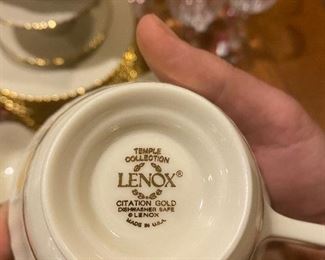 TEMPLE
COLLECTION
LENOX®
CITATION GOLD
DISHWASHER SAFE
© LENOX
MADE IN U.S.A.